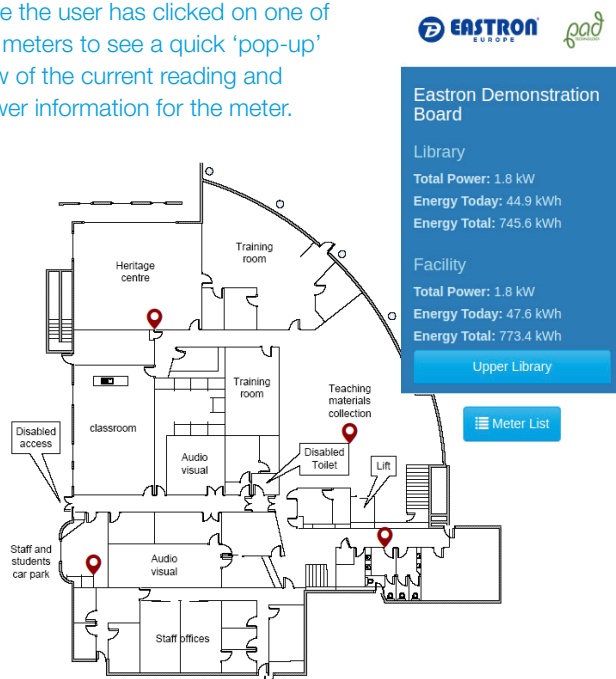 e the user has clicked on one of
meters to see a quick ‘pop-up’
w of the current reading and
wer information for the meter.
EASTRON
EUROPE
pad
Eastron Demonstration
Board
Library
Total Power: 1.8 kW
Energy Today: 44.9 kWh
Energy Total: 745.6 kWh
Facility
Total Power: 1.8 kW
Energy Today: 47.6 kWh
Energy Total: 773.4 kWh
Upper Library
Meter List
Training
room
Heritage
centre
Training
room
Teaching
materials
collection
classroom
Disabled
access
Audio
visual
Disabled
Toilet
Lift
Staff and
students
car park
Audio
visual
Staff offices